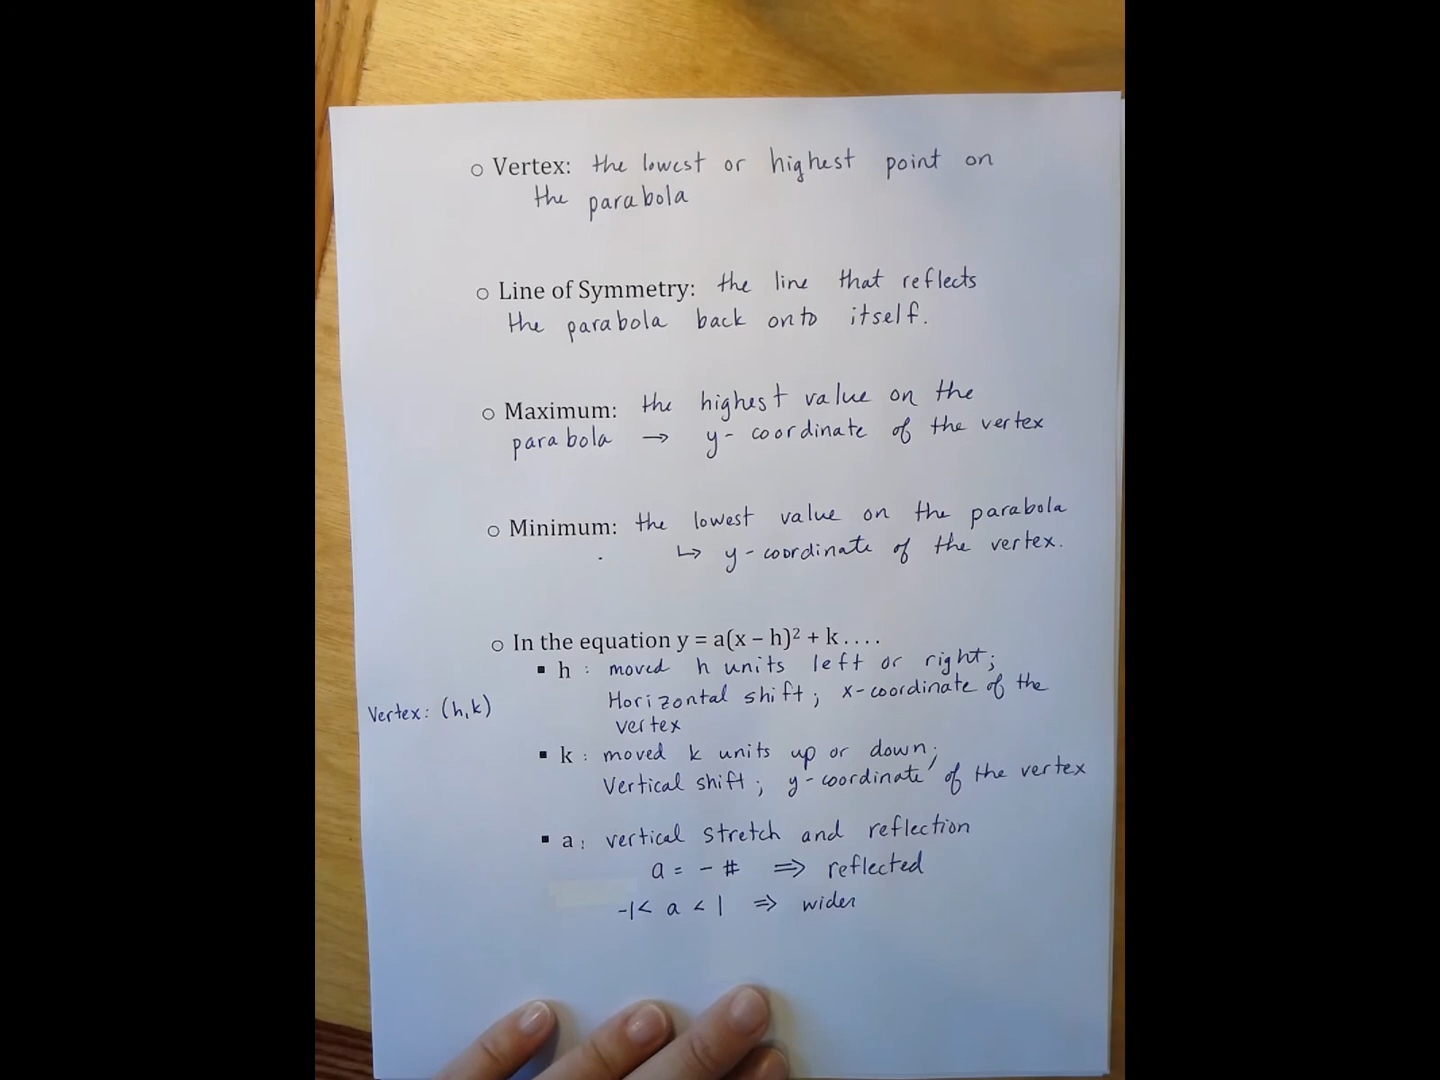 ○ Vertex: the lowest or highest point on
the parabola
○ Line of Symmetry: the line that reflects
the parabola back onto itself.
○ Maximum: the highest value on the
parabola → y-coordinate of the vertex
○ Minimum: the lowest value on the parabola
↳ y-coordinate of the vertex.
○ In the equation y = a(x – h)² + k . . . .
▪ h : moved h units left or right;
Horizontal shift ; x-coordinate of the
vertex
Vertex: (h,k)
▪ k : moved k units up or down;
Vertical shift ; y-coordinate of the vertex
▪ a : vertical stretch and reflection
a = - # ⇒ reflected
-1 < a < 1 ⇒ wider